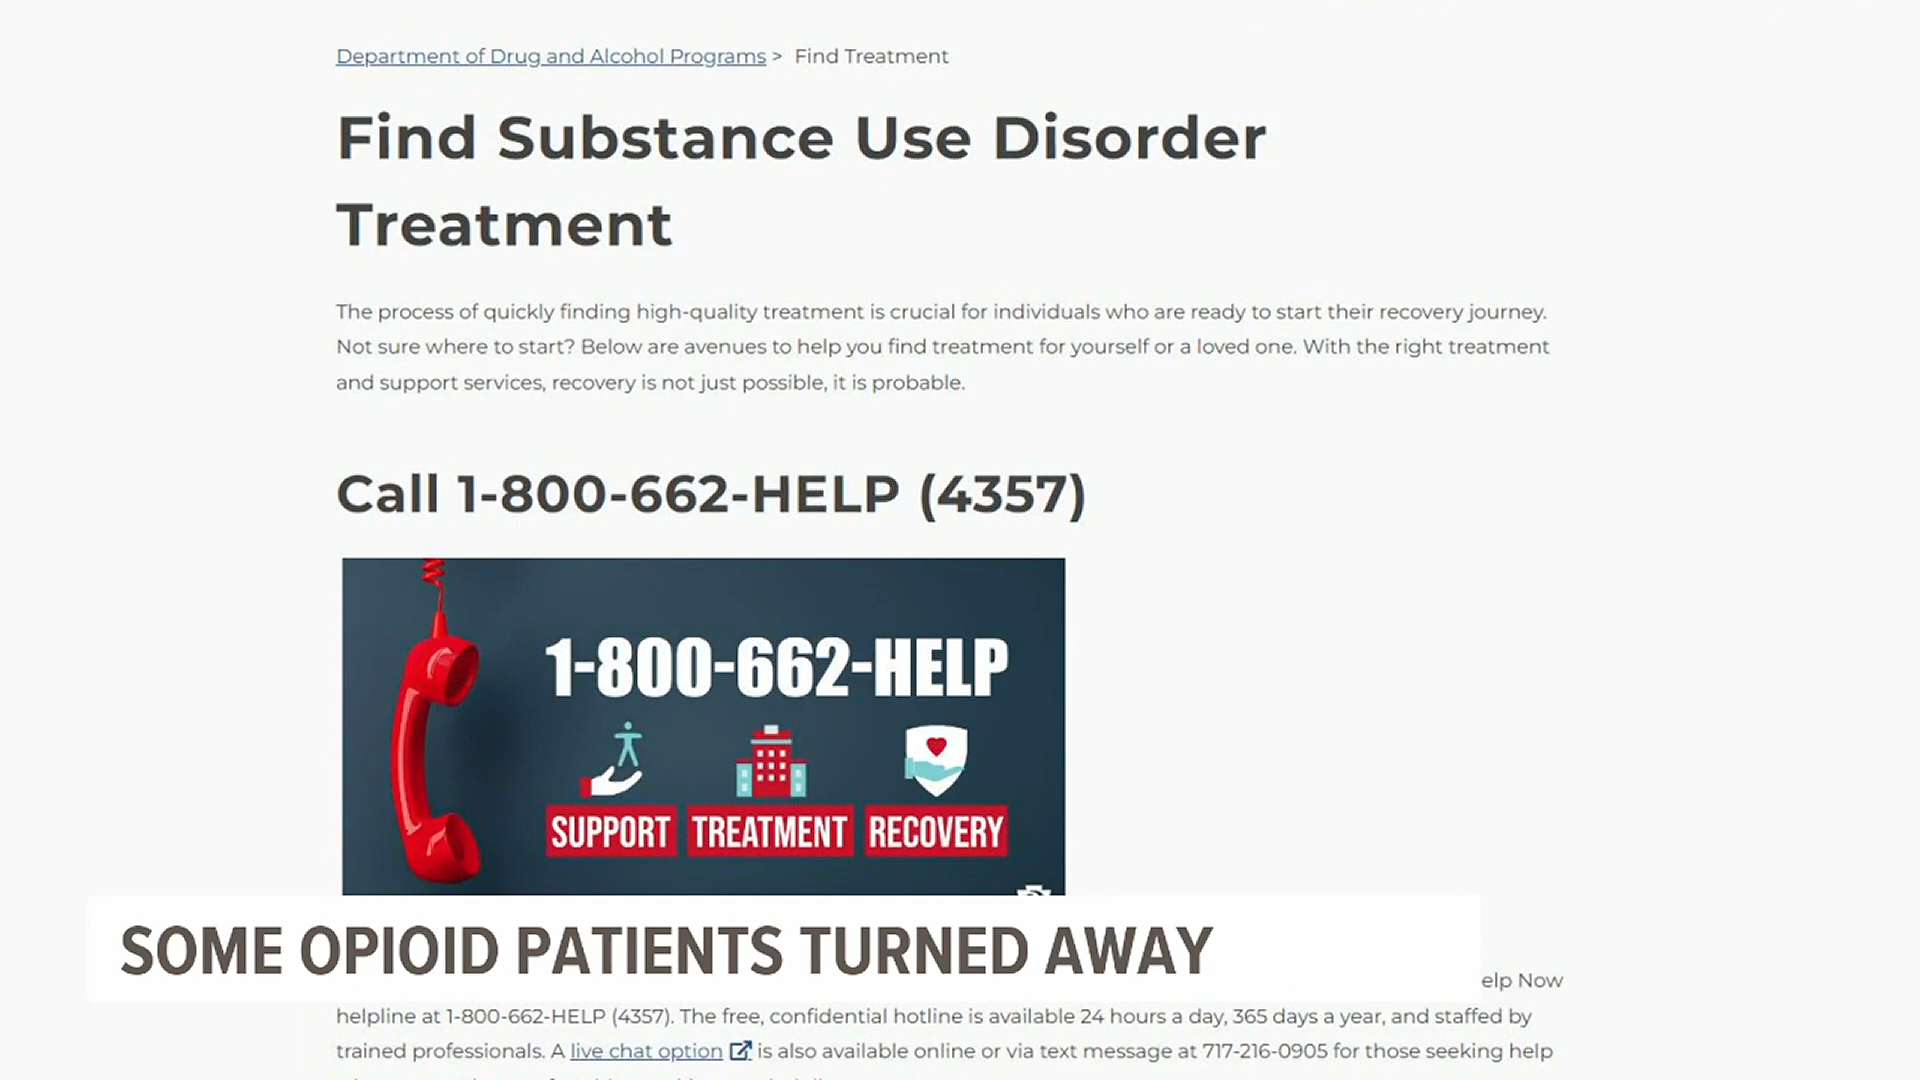 Department of Drug and Alcohol Programs > Find Treatment
Find Substance Use Disorder
Treatment
The process of quickly finding high-quality treatment is crucial for individuals who are ready to start their recovery journey.
Not sure where to start? Below are avenues to help you find treatment for yourself or a loved one. With the right treatment
and support services, recovery is not just possible, it is probable.
Call 1-800-662-HELP (4357)
1-800-662-HELP
SUPPORT TREATMENT RECOVERY
SOME OPIOID PATIENTS TURNED AWAY
elp Now
helpline at 1-800-662-HELP (4357). The free, confidential hotline is available 24 hours a day, 365 days a year, and staffed by
trained professionals. A live chat option is also available online or via text message at 717-216-0905 for those seeking help